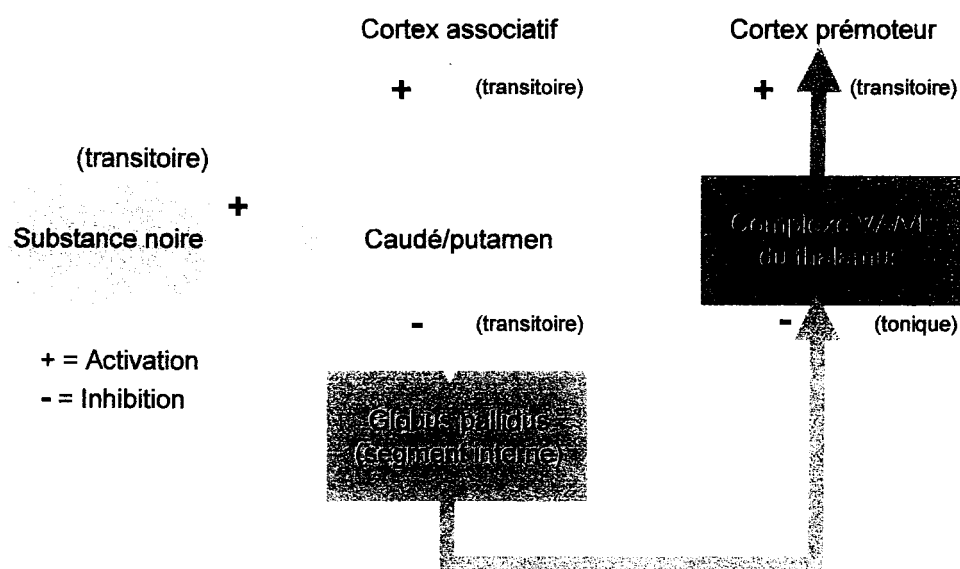 Cortex associatif
Cortex prémoteur
+ (transitoire)
+ (transitoire)
(transitoire)
+
Substance noire
Caudé/putamen
Complexe VA/VL
du thalamus
- (transitoire)
- (tonique)
+ = Activation
- = Inhibition
Globus pallidus
(segment interne)